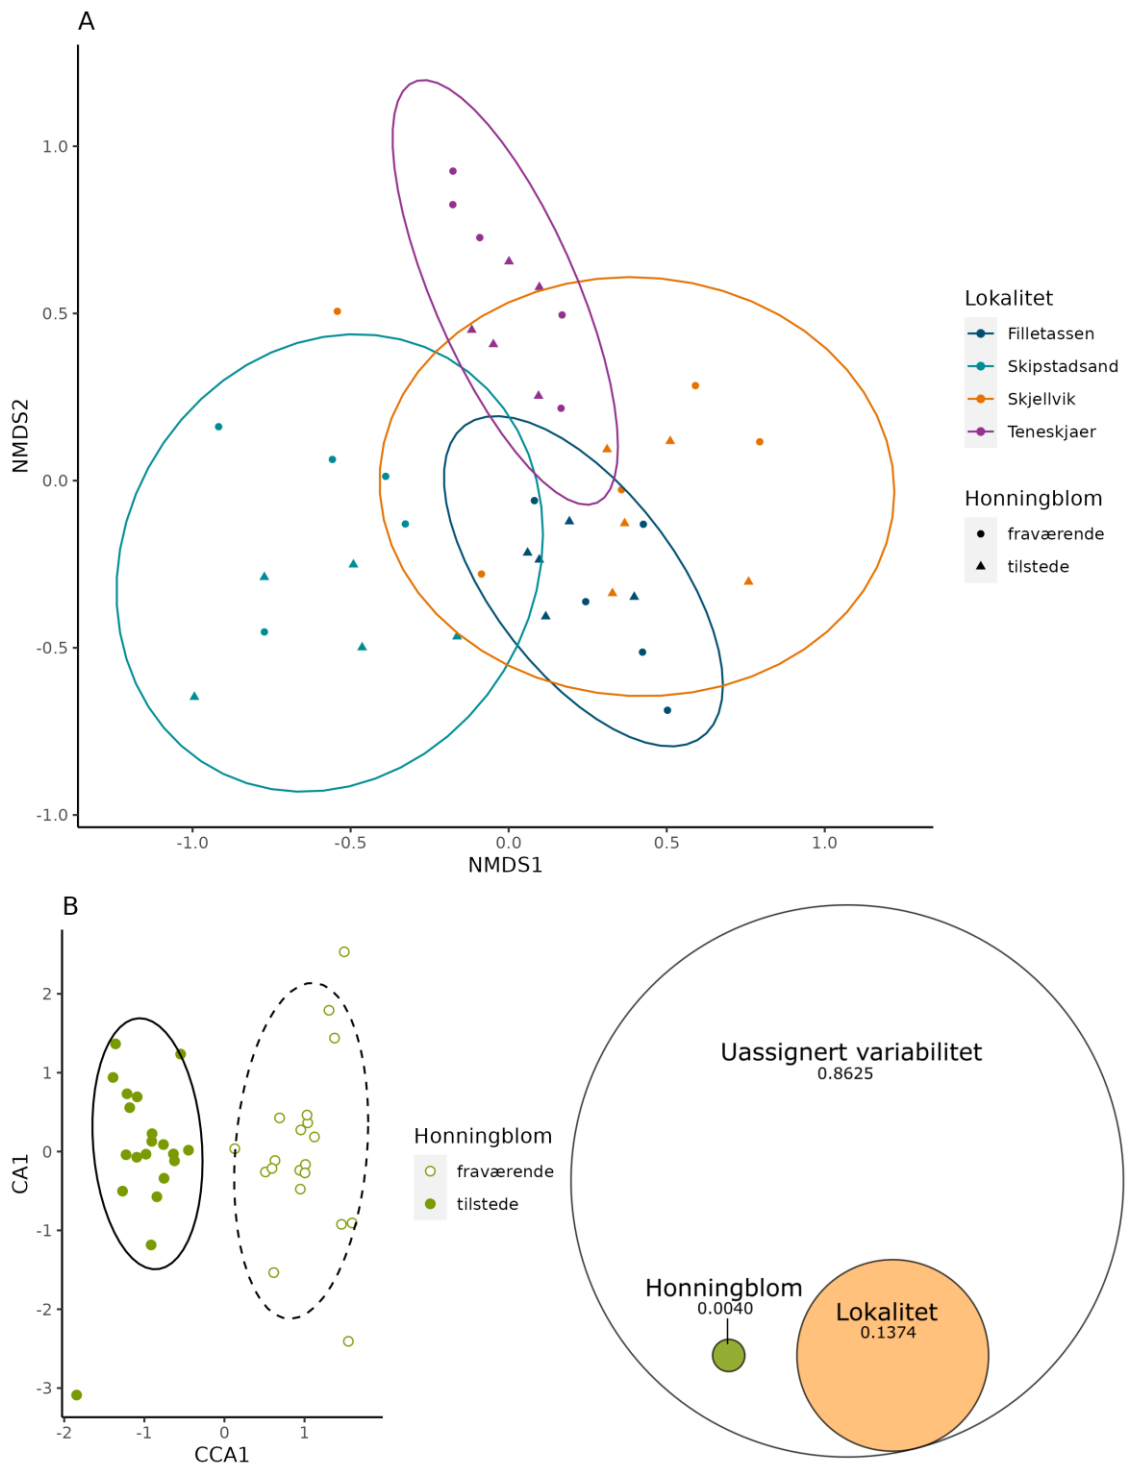 A
1.0
0.5
0.0
-0.5
-1.0
NMDS2
-1.0 -0.5 0.0 0.5 1.0
NMDS1
Lokalitet
Filletassen
Skipstadsand
Skjellvik
Teneskjaer
Honningblom
fraværende
tilstede
B
2
1
0
-1
-2
-3
CA1
-2 -1 0 1
CCA1
Honningblom
fraværende
tilstede
Uassignert variabilitet
0.8625
Honningblom
0.0040
Lokalitet
0.1374